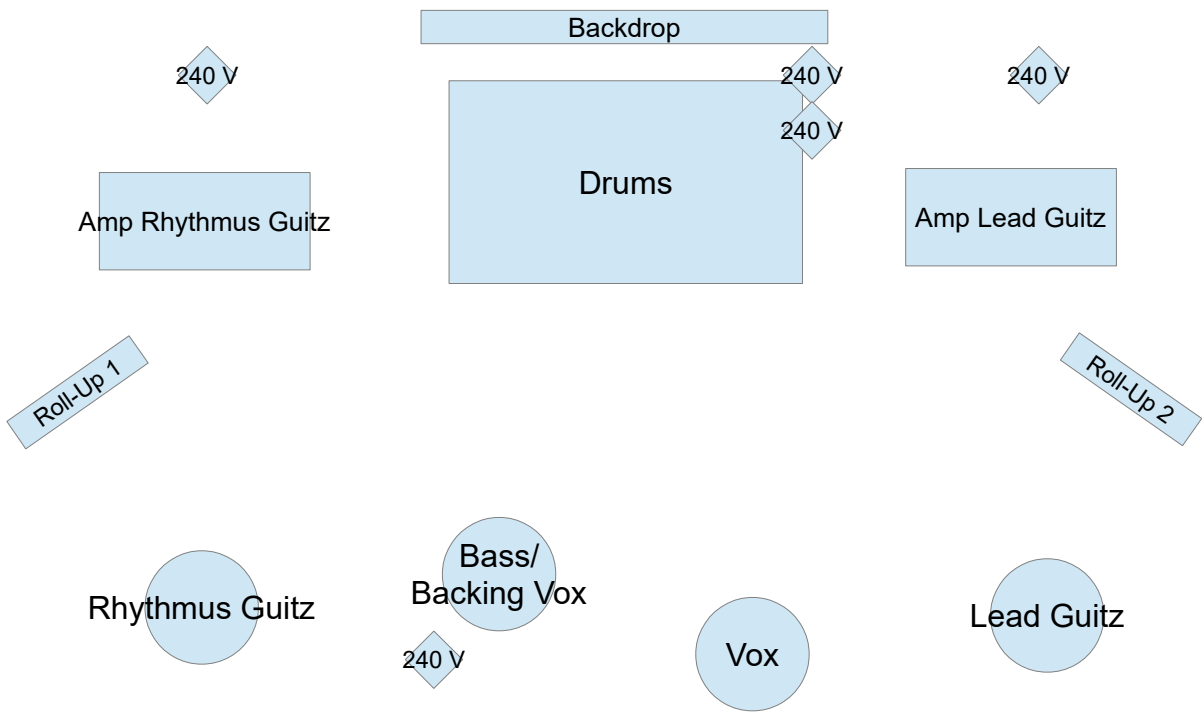 Backdrop
240 V
240 V
240 V
240 V
Drums
Amp Rhythmus Guitz
Amp Lead Guitz
Roll-Up 1
Roll-Up 2
Bass/
Backing Vox
Rhythmus Guitz
Lead Guitz
Vox
240 V